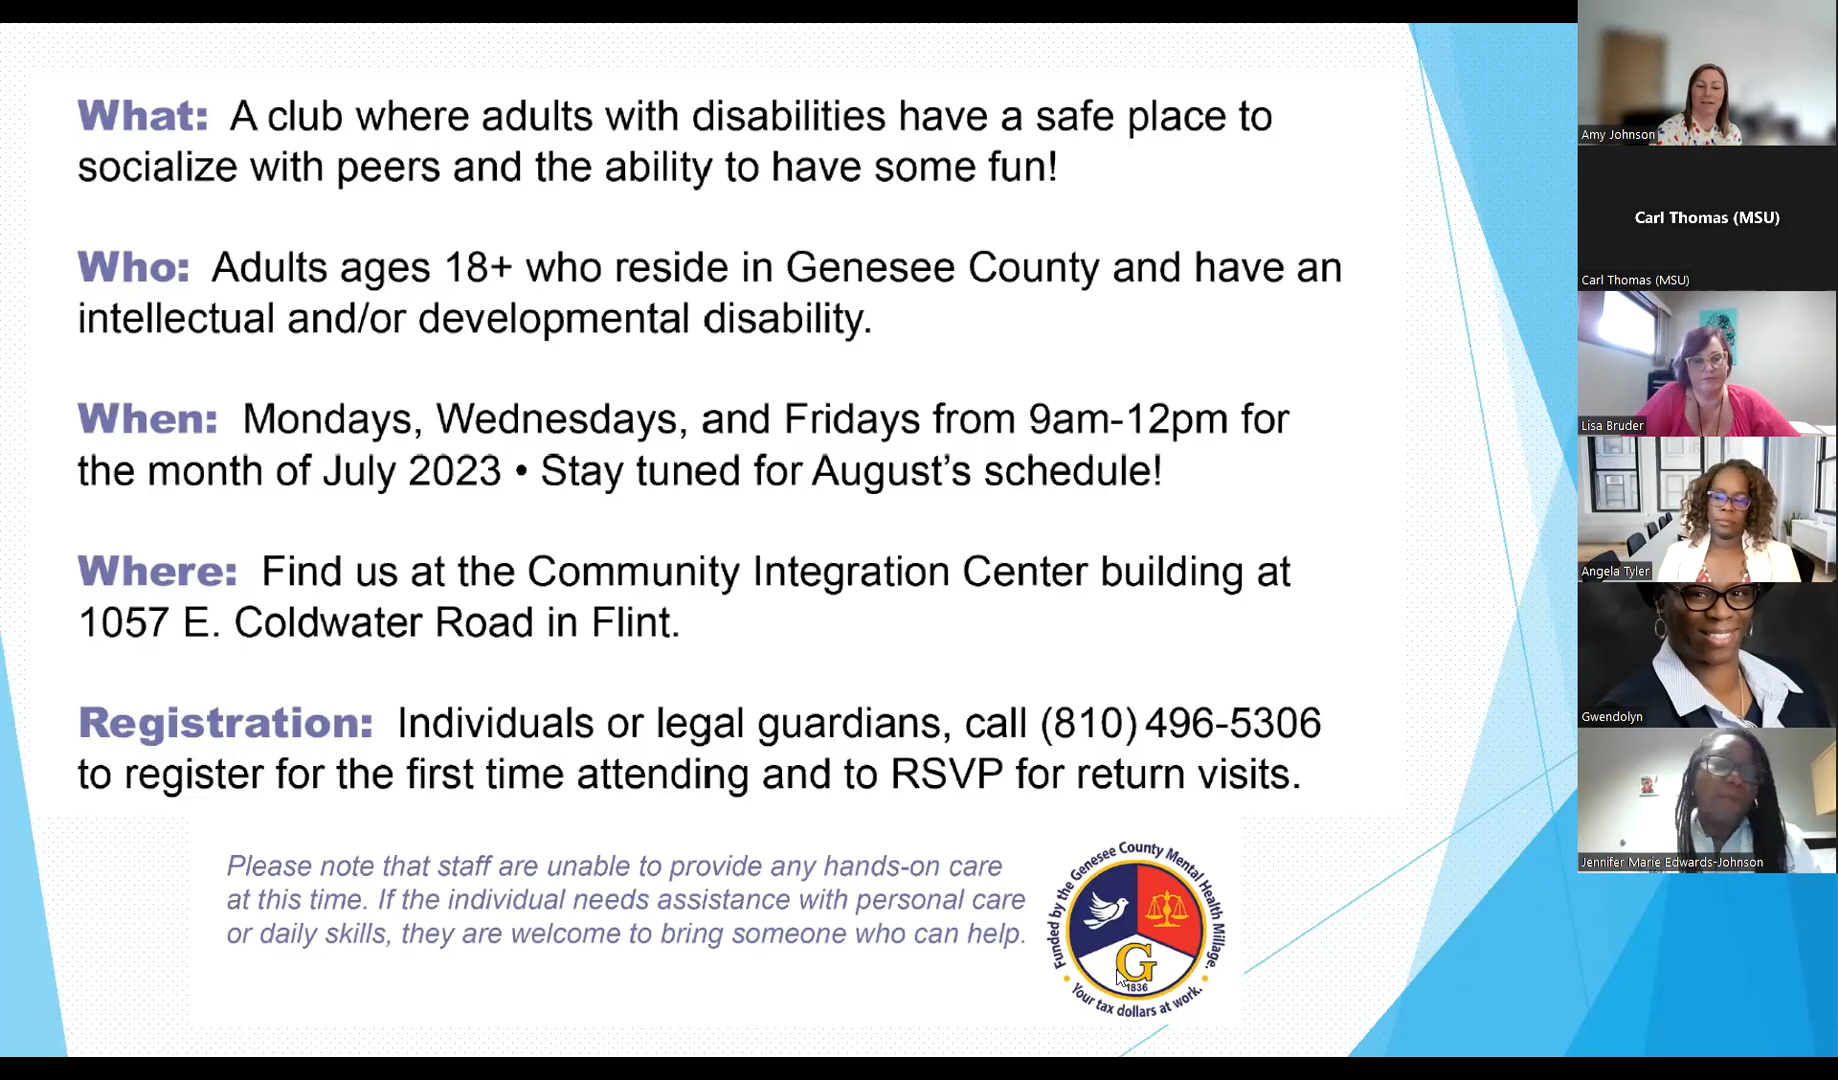 What: A club where adults with disabilities have a safe place to
socialize with peers and the ability to have some fun!
Who: Adults ages 18+ who reside in Genesee County and have an
intellectual and/or developmental disability.
When: Mondays, Wednesdays, and Fridays from 9am-12pm for
the month of July 2023 • Stay tuned for August’s schedule!
Where: Find us at the Community Integration Center building at
1057 E. Coldwater Road in Flint.
Registration: Individuals or legal guardians, call (810) 496-5306
to register for the first time attending and to RSVP for return visits.
Please note that staff are unable to provide any hands-on care
at this time. If the individual needs assistance with personal care
or daily skills, they are welcome to bring someone who can help.
Funded by the Genesee County Mental Health Millage.
G
1836
• Your tax dollars at work. •
Amy Johnson
Carl Thomas (MSU)
Carl Thomas (MSU)
Lisa Bruder
Angela Tyler
Gwendolyn
Jennifer Marie Edwards-Johnson